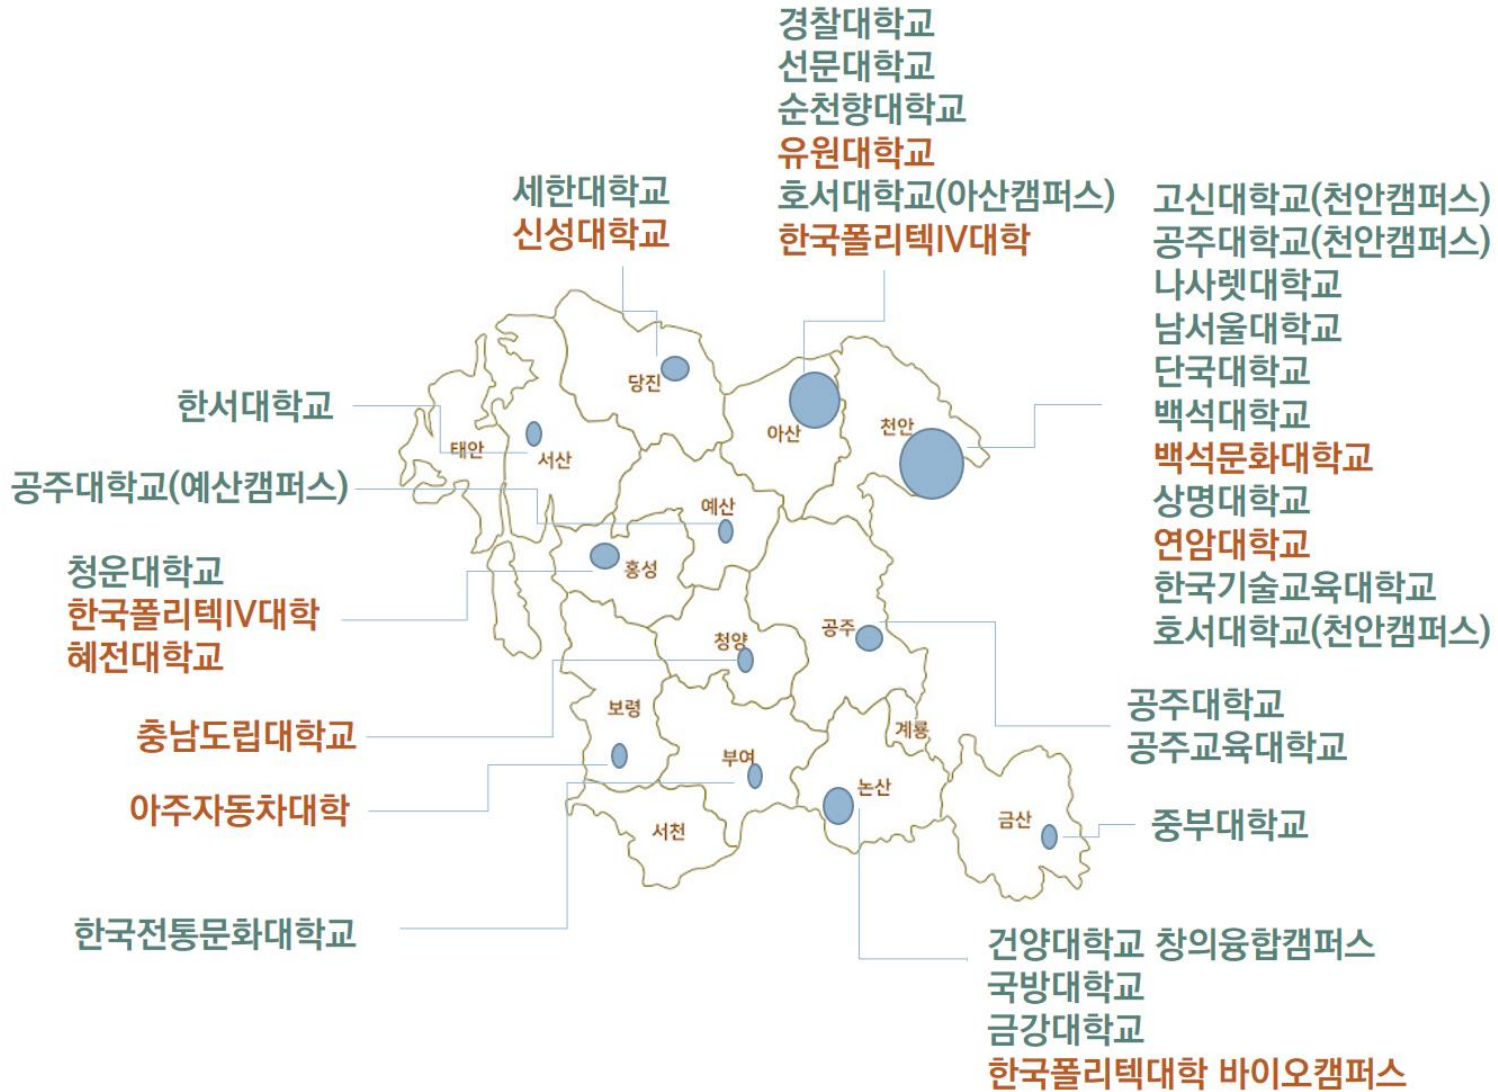 경찰대학교
선문대학교
순천향대학교
유원대학교
호서대학교(아산캠퍼스)
한국폴리텍IV대학
세한대학교
신성대학교
고신대학교(천안캠퍼스)
공주대학교(천안캠퍼스)
나사렛대학교
남서울대학교
단국대학교
백석대학교
백석문화대학교
상명대학교
연암대학교
한국기술교육대학교
호서대학교(천안캠퍼스)
한서대학교
공주대학교(예산캠퍼스)
청운대학교
한국폴리텍IV대학
혜전대학교
충남도립대학교
아주자동차대학
한국전통문화대학교
당진
아산
천안
태안
서산
예산
홍성
청양
공주
보령
부여
계룡
논산
서천
금산
공주대학교
공주교육대학교
중부대학교
건양대학교 창의융합캠퍼스
국방대학교
금강대학교
한국폴리텍대학 바이오캠퍼스